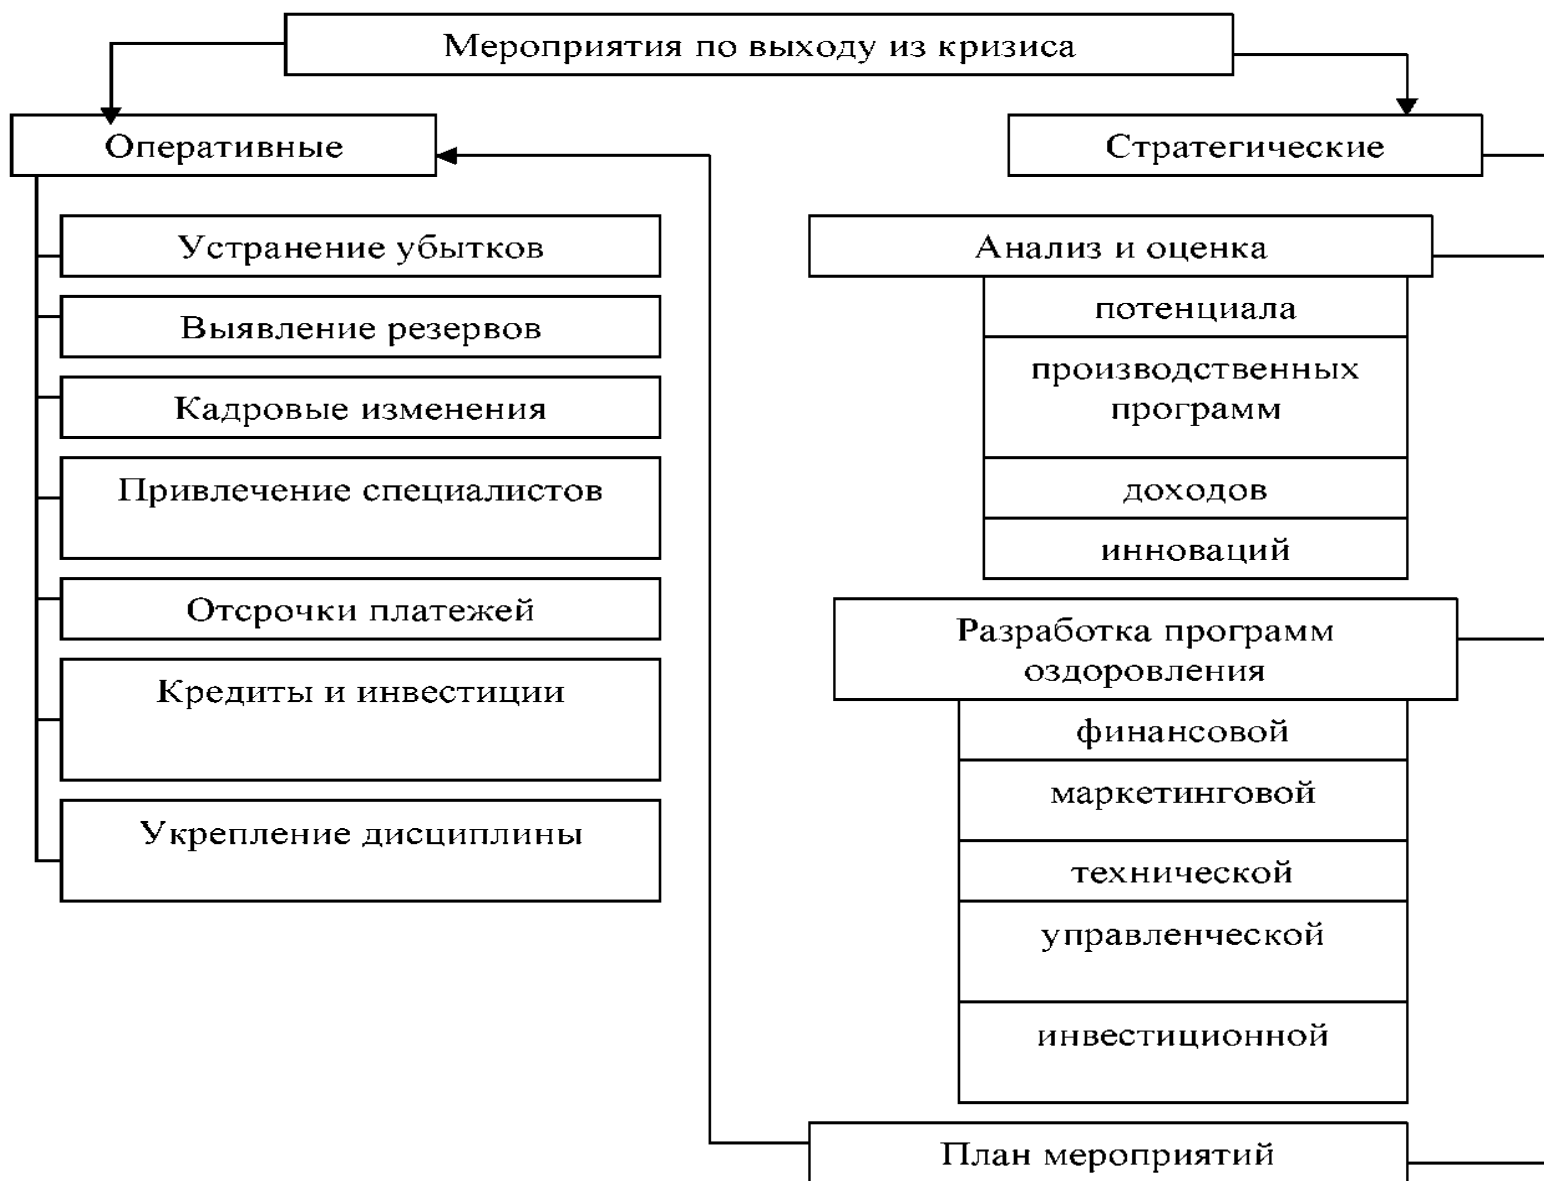 Мероприятия по выходу из кризиса
Оперативные
Устранение убытков
Выявление резервов
Кадровые изменения
Привлечение специалистов
Отсрочки платежей
Кредиты и инвестиции
Укрепление дисциплины
Стратегические
Анализ и оценка
потенциала
производственных
программ
доходов
инноваций
Разработка программ
оздоровления
финансовой
маркетинговой
технической
управленческой
инвестиционной
План мероприятий